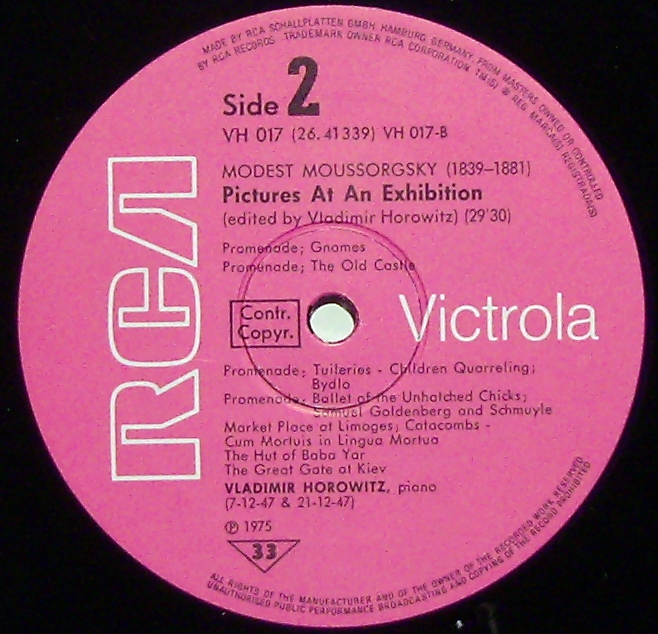 MADE BY RCA SCHALLPLATTEN GMBH, HAMBURG, GERMANY, FROM MASTERS OWNED OR CONTROLLED
BY RCA RECORDS TRADEMARK OWNER RCA CORPORATION TM(S) ® REG MARCA(S) REGISTRADA(S)
Side 2
VH 017 (26.41339) VH 017-B
MODEST MOUSSORGSKY (1839–1881)
Pictures At An Exhibition
(edited by Vladimir Horowitz) (29'30)
Promenade; Gnomes
Promenade; The Old Castle
RCA
Contr.
Copyr.
Victrola
Promenade; Tuileries - Children Quarreling;
Bydlo
Promenade; Ballet of the Unhatched Chicks;
Samuel Goldenberg and Schmuyle
Market Place at Limoges; Catacombs -
Cum Mortuis in Lingua Mortua
The Hut of Baba Yar
The Great Gate at Kiev
VLADIMIR HOROWITZ, piano
(7-12-47 & 21-12-47)
℗ 1975
33
ALL RIGHTS OF THE MANUFACTURER AND OF THE OWNER OF THE RECORDED WORK RESERVED
UNAUTHORISED PUBLIC PERFORMANCE BROADCASTING AND COPYING OF THE RECORD PROHIBITED